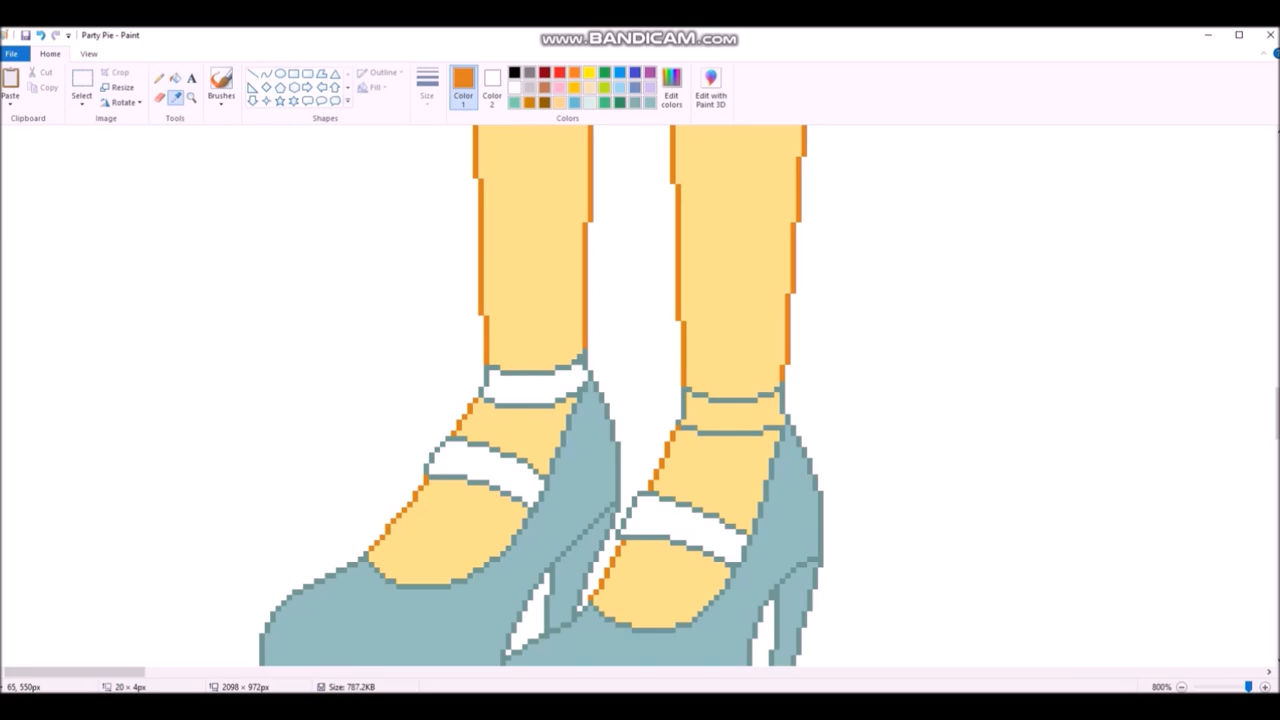 www.BANDICAM.com
Party Pie - Paint
File Home View
Paste
Cut
Copy
Clipboard
Select
Crop
Resize
Rotate
Image
A
Tools
Brushes
Outline
Fill
Shapes
Size
Color 1
Color 2
Edit colors
Edit with Paint 3D
Colors
65, 550px
20 × 4px
2098 × 972px
Size: 787.2KB
800%